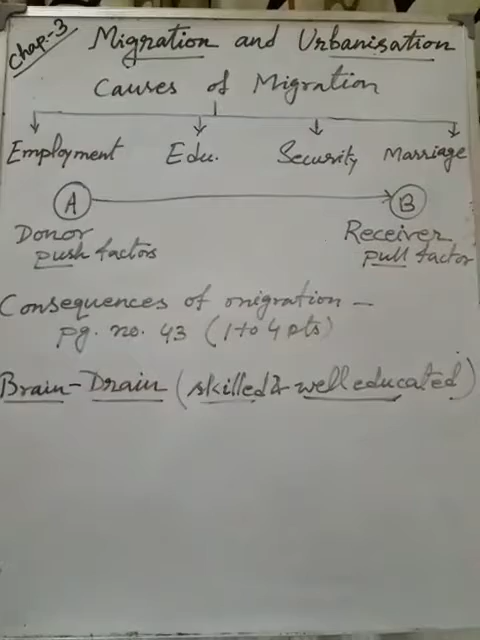 Chap-3
Migration and Urbanisation
Causes of Migration
Employment Edu. Security Marriage
A B
Donor Receiver
push factors pull factor
Consequences of migration –
pg. no. 43 (1 to 4 pts)
Brain-Drain (skilled & well educated)